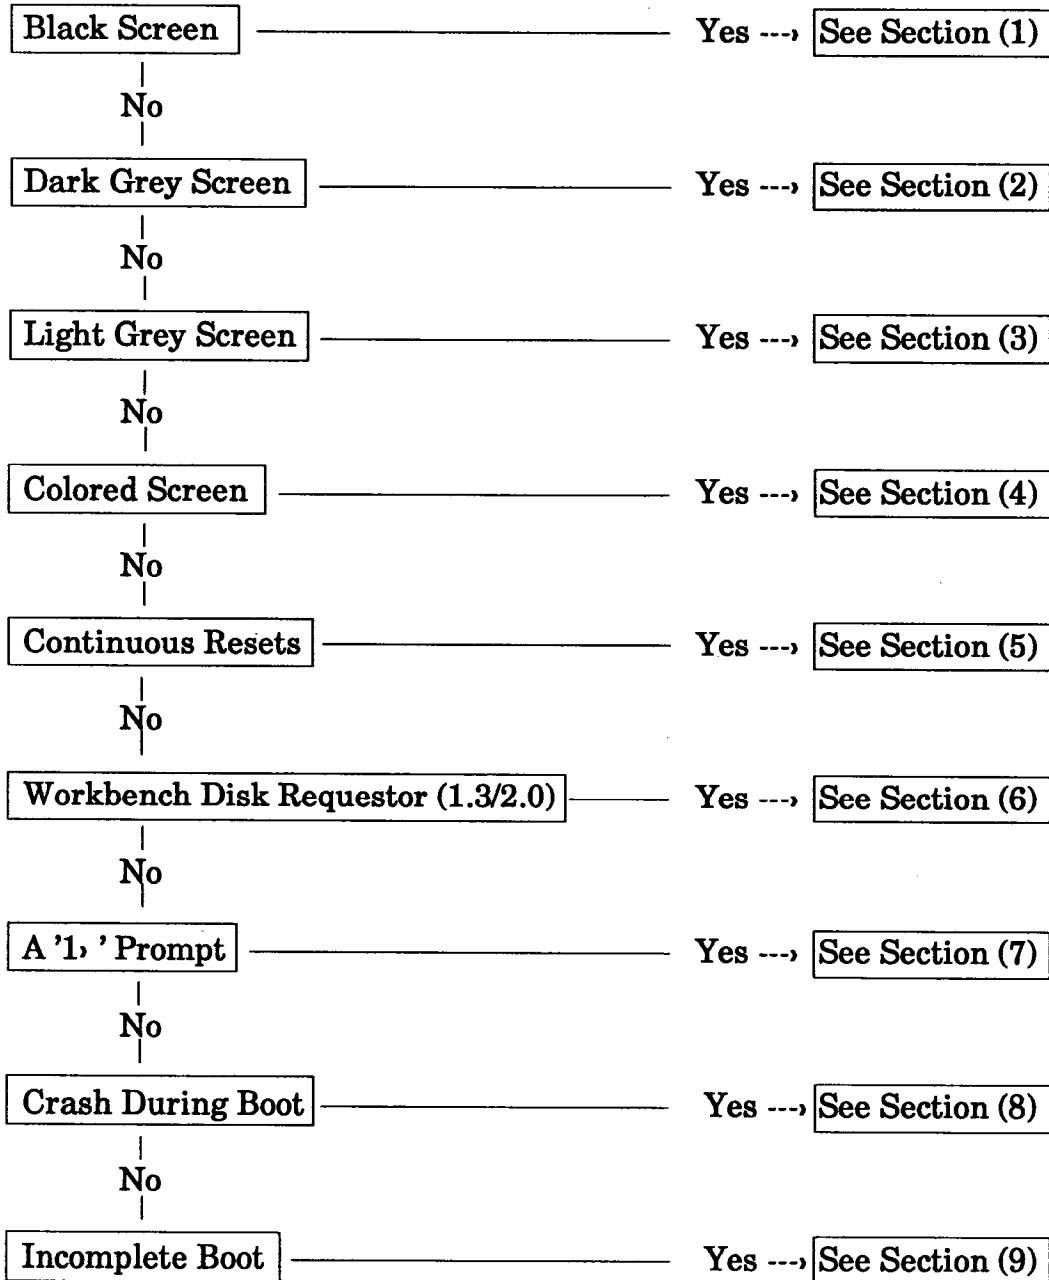 Black Screen Yes ---› See Section (1)
No
Dark Grey Screen Yes ---› See Section (2)
No
Light Grey Screen Yes ---› See Section (3)
No
Colored Screen Yes ---› See Section (4)
No
Continuous Resets Yes ---› See Section (5)
No
Workbench Disk Requestor (1.3/2.0) Yes ---› See Section (6)
No
A '1› ' Prompt Yes ---› See Section (7)
No
Crash During Boot Yes ---› See Section (8)
No
Incomplete Boot Yes ---› See Section (9)